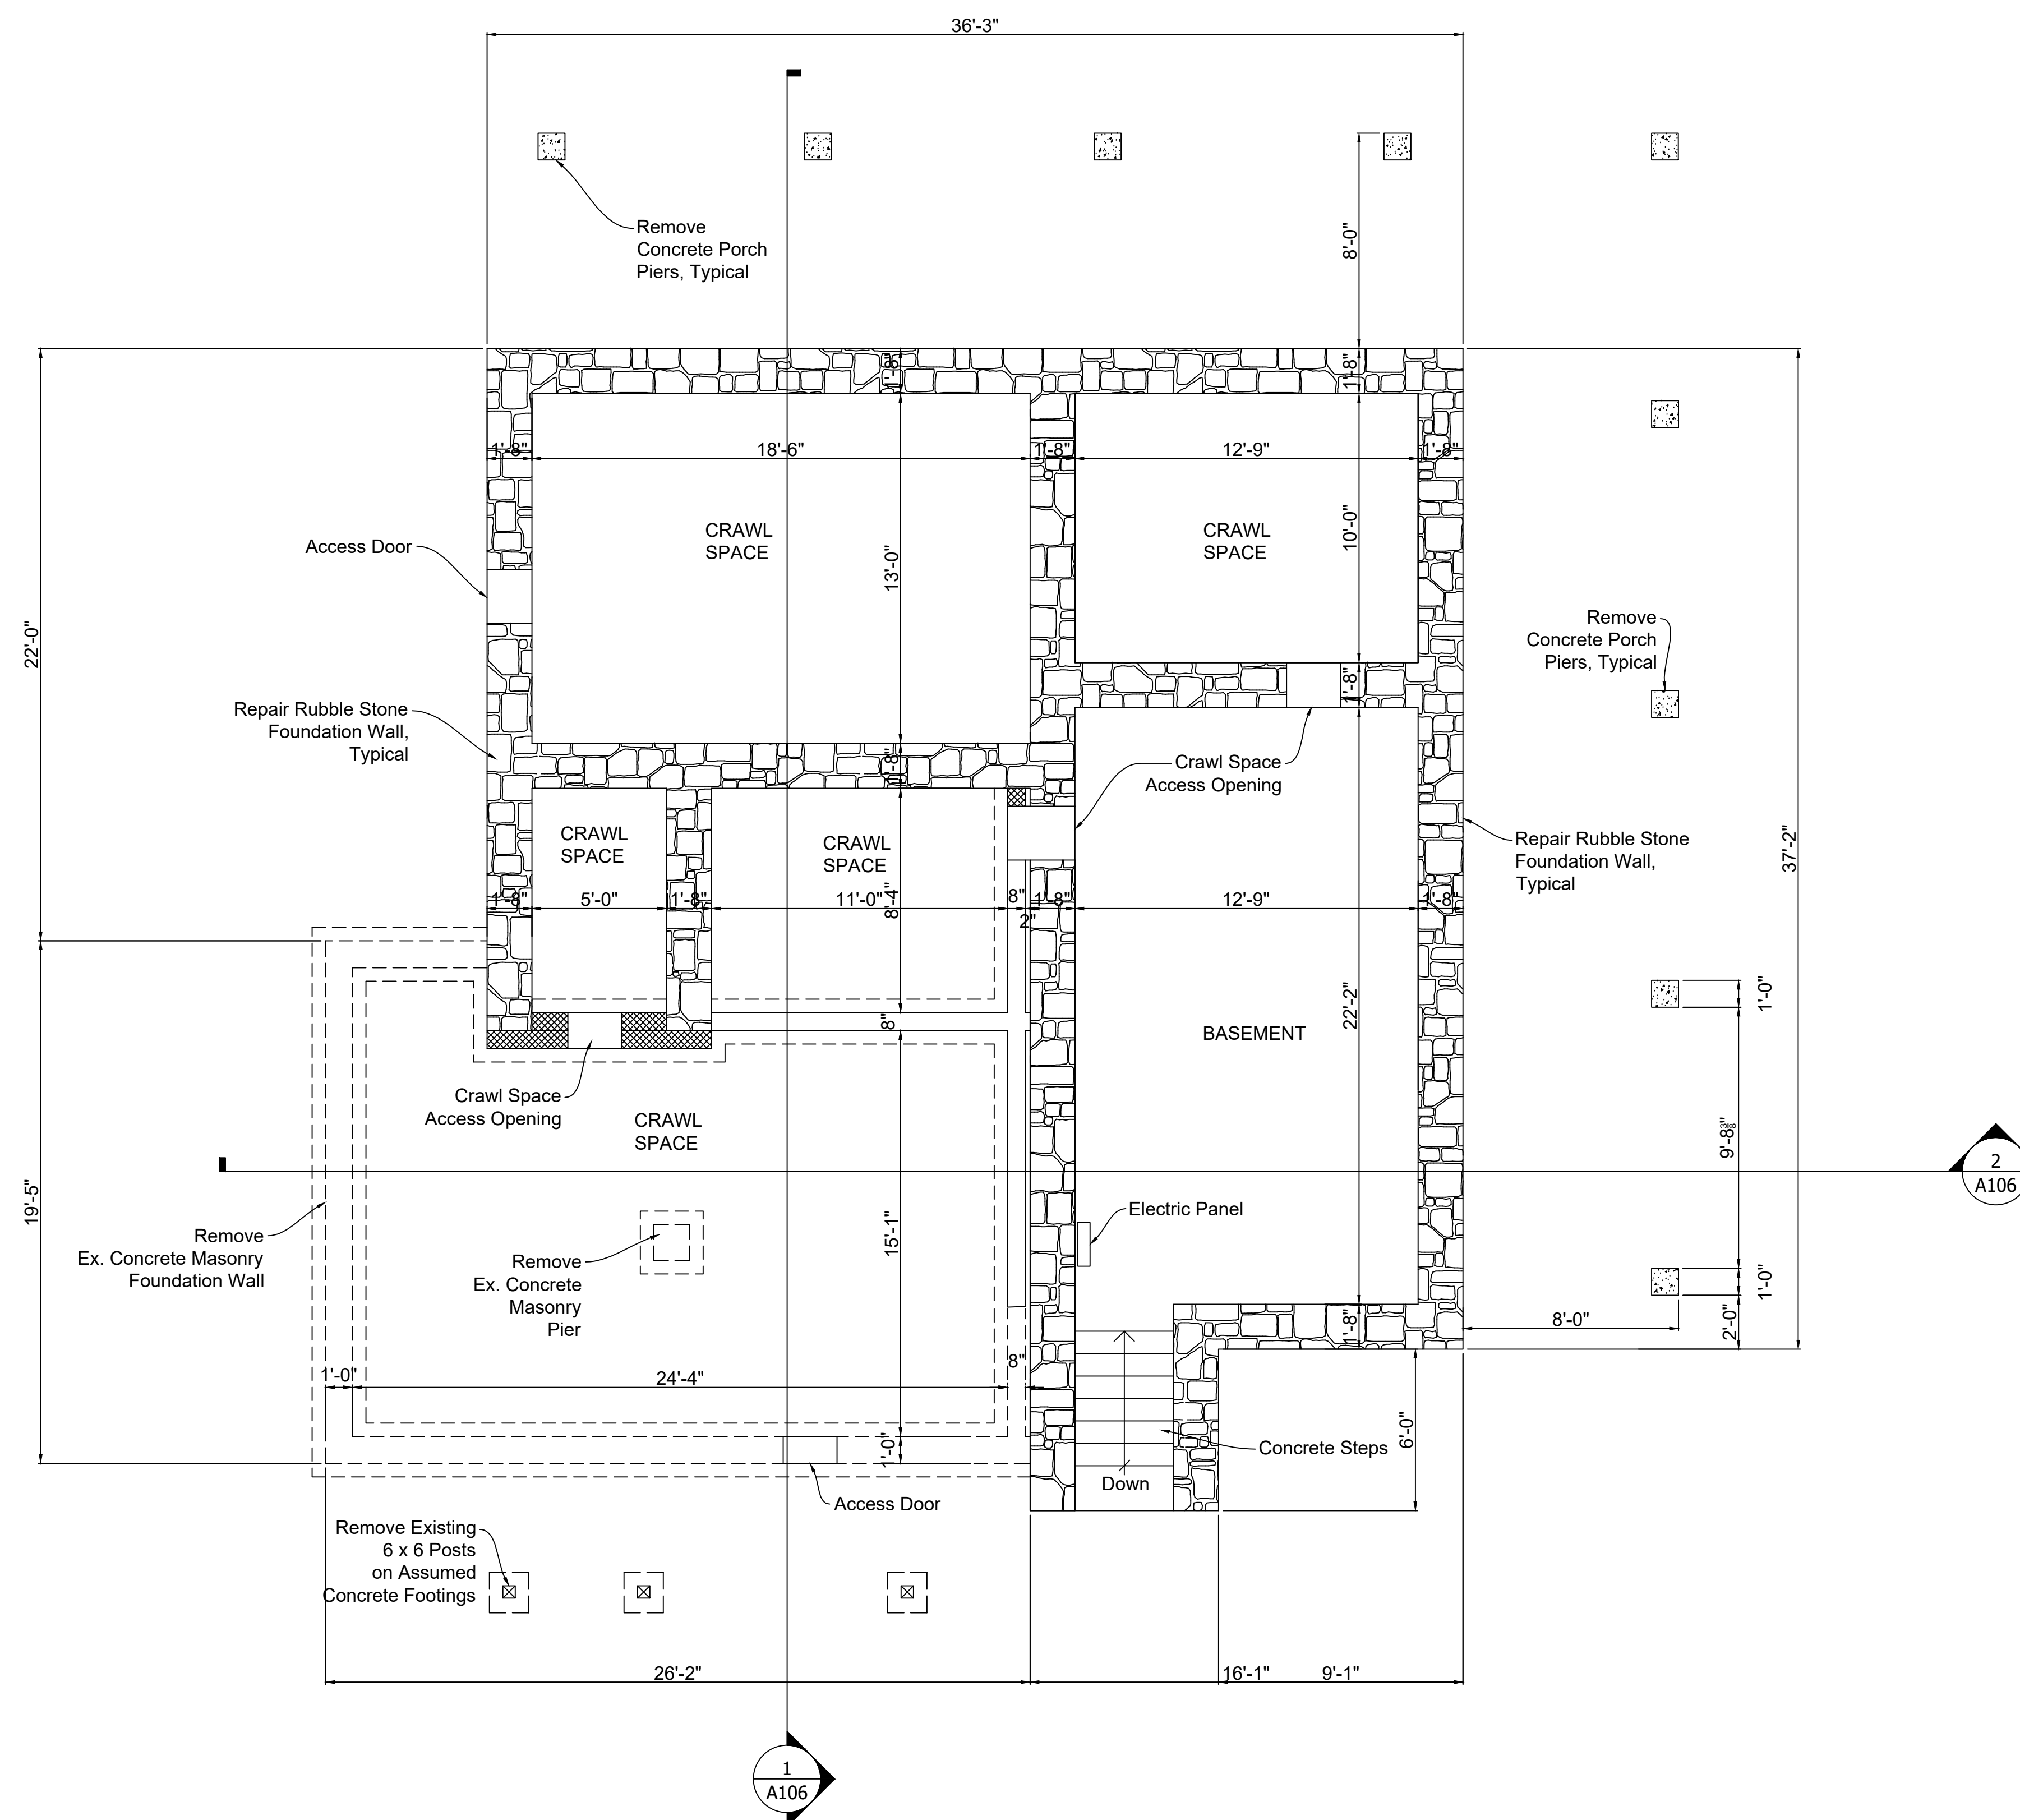 36'-3"
Remove
Concrete Porch
Piers, Typical
8'-0"
1'-8"
1'-8"
1'-8"
18'-6"
1'-8"
12'-9"
1'-8"
CRAWL
SPACE
CRAWL
SPACE
10'-0"
13'-0"
Access Door
22'-0"
Remove
Concrete Porch
Piers, Typical
1'-8"
Repair Rubble Stone
Foundation Wall,
Typical
1'-8"
Crawl Space
Access Opening
CRAWL
SPACE
CRAWL
SPACE
Repair Rubble Stone
Foundation Wall,
Typical
37'-2"
1'-8"
5'-0"
1'-8"
11'-0"
8'-4"
8"
2"
1'-8"
12'-9"
1'-8"
8"
22'-2"
BASEMENT
1'-0"
Crawl Space
Access Opening
CRAWL
SPACE
9'-8⅜"
2
A106
19'-5"
Electric Panel
15'-1"
Remove
Ex. Concrete Masonry
Foundation Wall
Remove
Ex. Concrete
Masonry
Pier
1'-0"
1'-8"
8'-0"
2'-0"
1'-0"
24'-4"
8"
6'-0"
1'-0"
Concrete Steps
Down
Access Door
Remove Existing
6 x 6 Posts
on Assumed
Concrete Footings
26'-2"
16'-1"
9'-1"
1
A106